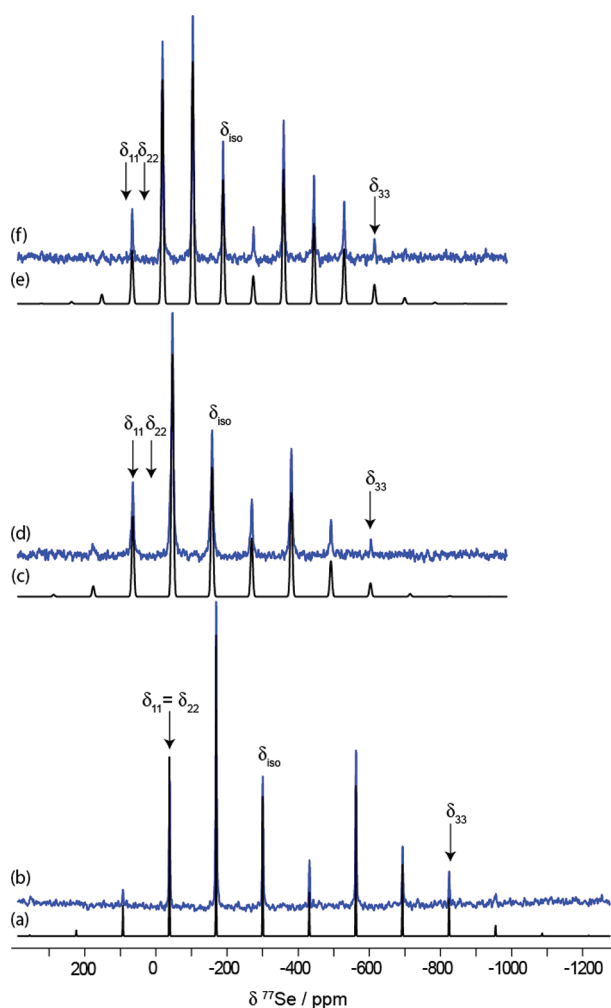 δiso
δ11 δ22
δ33
(f)
(e)
δiso
δ11 δ22
δ33
(d)
(c)
δ11 = δ22
δiso
δ33
(b)
(a)
200 0 -200 -400 -600 -800 -1000 -1200
δ 77Se / ppm